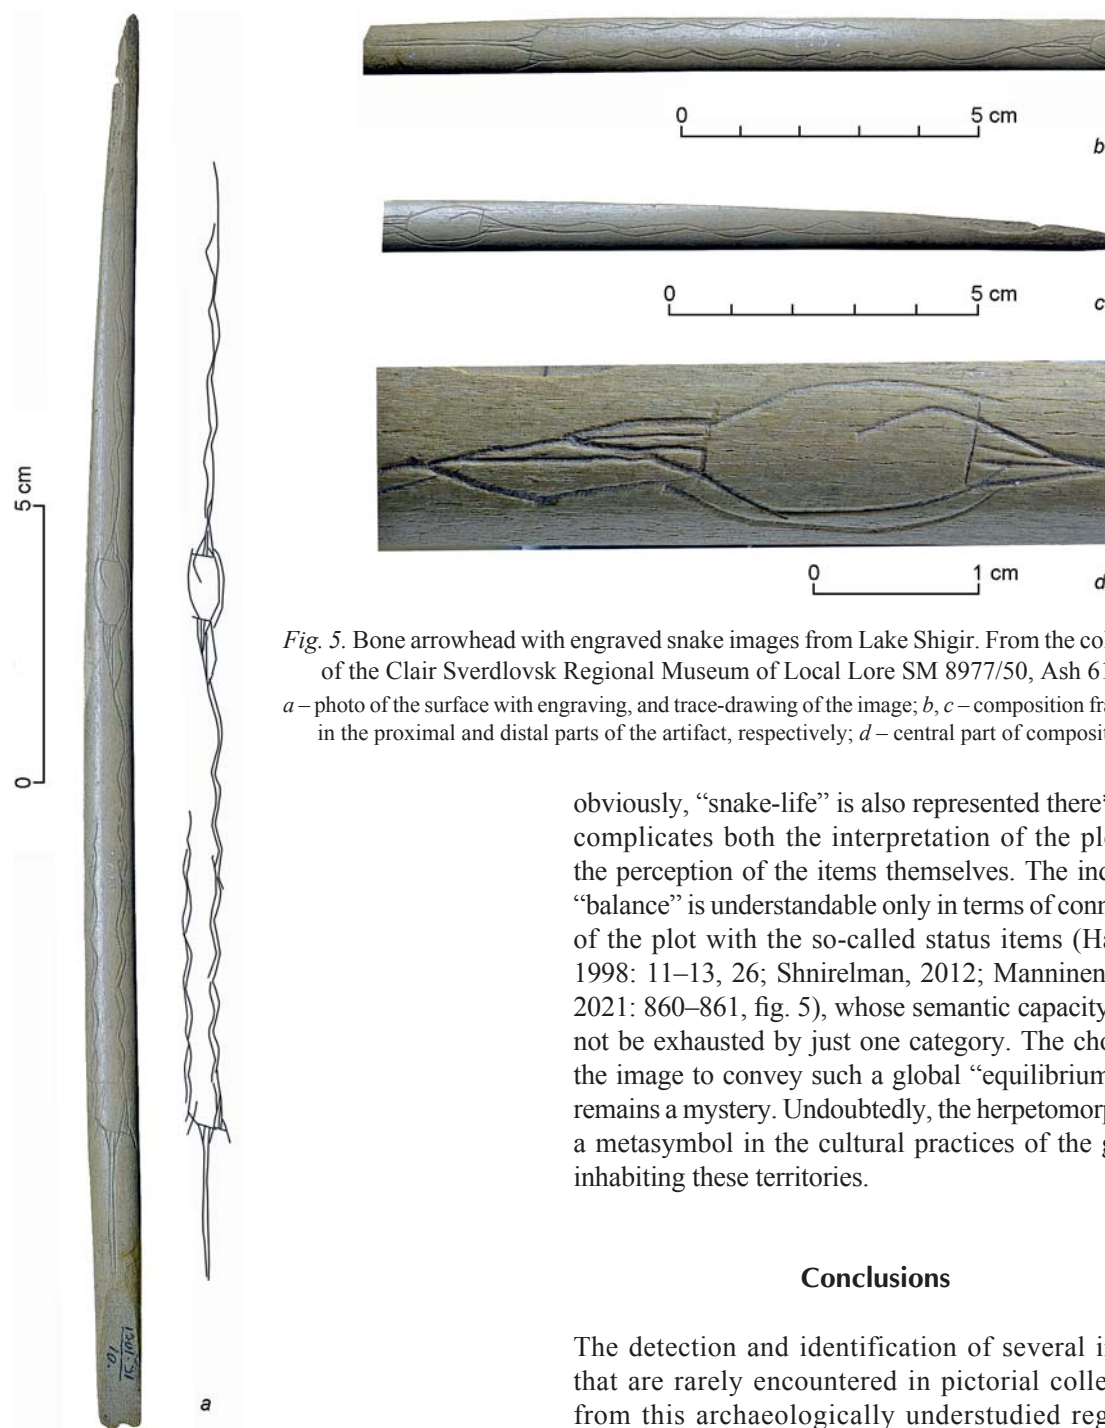 0
5 cm
b
0
5 cm
c
0
1 cm
d
5 cm
0
a
Fig. 5. Bone arrowhead with engraved snake images from Lake Shigir. From the co
of the Clair Sverdlovsk Regional Museum of Local Lore SM 8977/50, Ash 61
a – photo of the surface with engraving, and trace-drawing of the image; b, c – composition fra
in the proximal and distal parts of the artifact, respectively; d – central part of composit
obviously, “snake-life” is also represented there*
complicates both the interpretation of the plo
the perception of the items themselves. The inc
“balance” is understandable only in terms of conn
of the plot with the so-called status items (Ha
1998: 11–13, 26; Shnirelman, 2012; Manninen
2021: 860–861, fig. 5), whose semantic capacity
not be exhausted by just one category. The cho
the image to convey such a global “equilibrium
remains a mystery. Undoubtedly, the herpetomorp
a metasymbol in the cultural practices of the g
inhabiting these territories.
Conclusions
The detection and identification of several i
that are rarely encountered in pictorial colle
from this archaeologically understudied reg